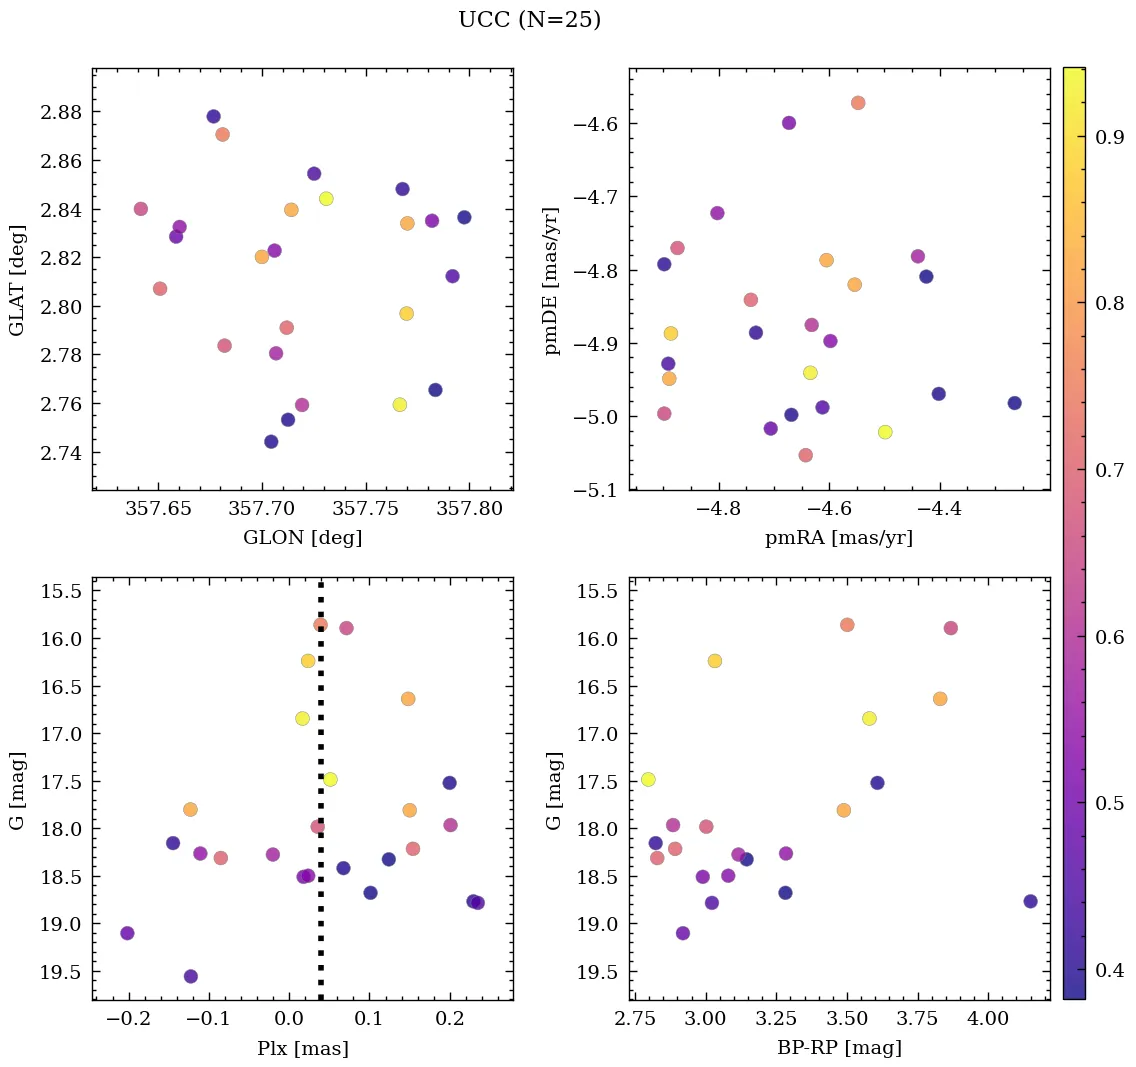 UCC (N=25)
2.88
2.86
2.84
2.82
2.80
2.78
2.76
2.74
GLAT [deg]
357.65 357.70 357.75 357.80
GLON [deg]
−4.6
−4.7
−4.8
−4.9
−5.0
−5.1
pmDE [mas/yr]
−4.8 −4.6 −4.4
pmRA [mas/yr]
0.9
0.8
0.7
0.6
0.5
0.4
15.5
16.0
16.5
17.0
17.5
18.0
18.5
19.0
19.5
G [mag]
−0.2 −0.1 0.0 0.1 0.2
Plx [mas]
15.5
16.0
16.5
17.0
17.5
18.0
18.5
19.0
19.5
G [mag]
2.75 3.00 3.25 3.50 3.75 4.00
BP-RP [mag]